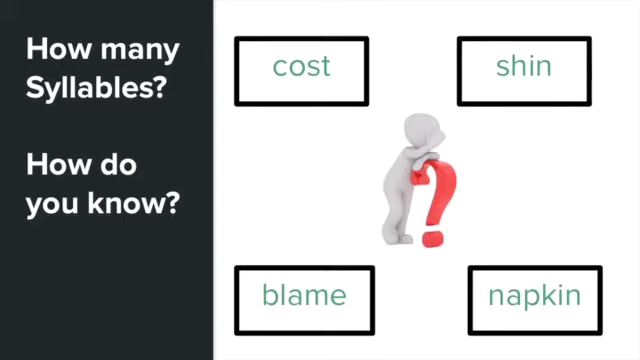 How many
Syllables?
How do
you know?
cost
shin
blame
napkin